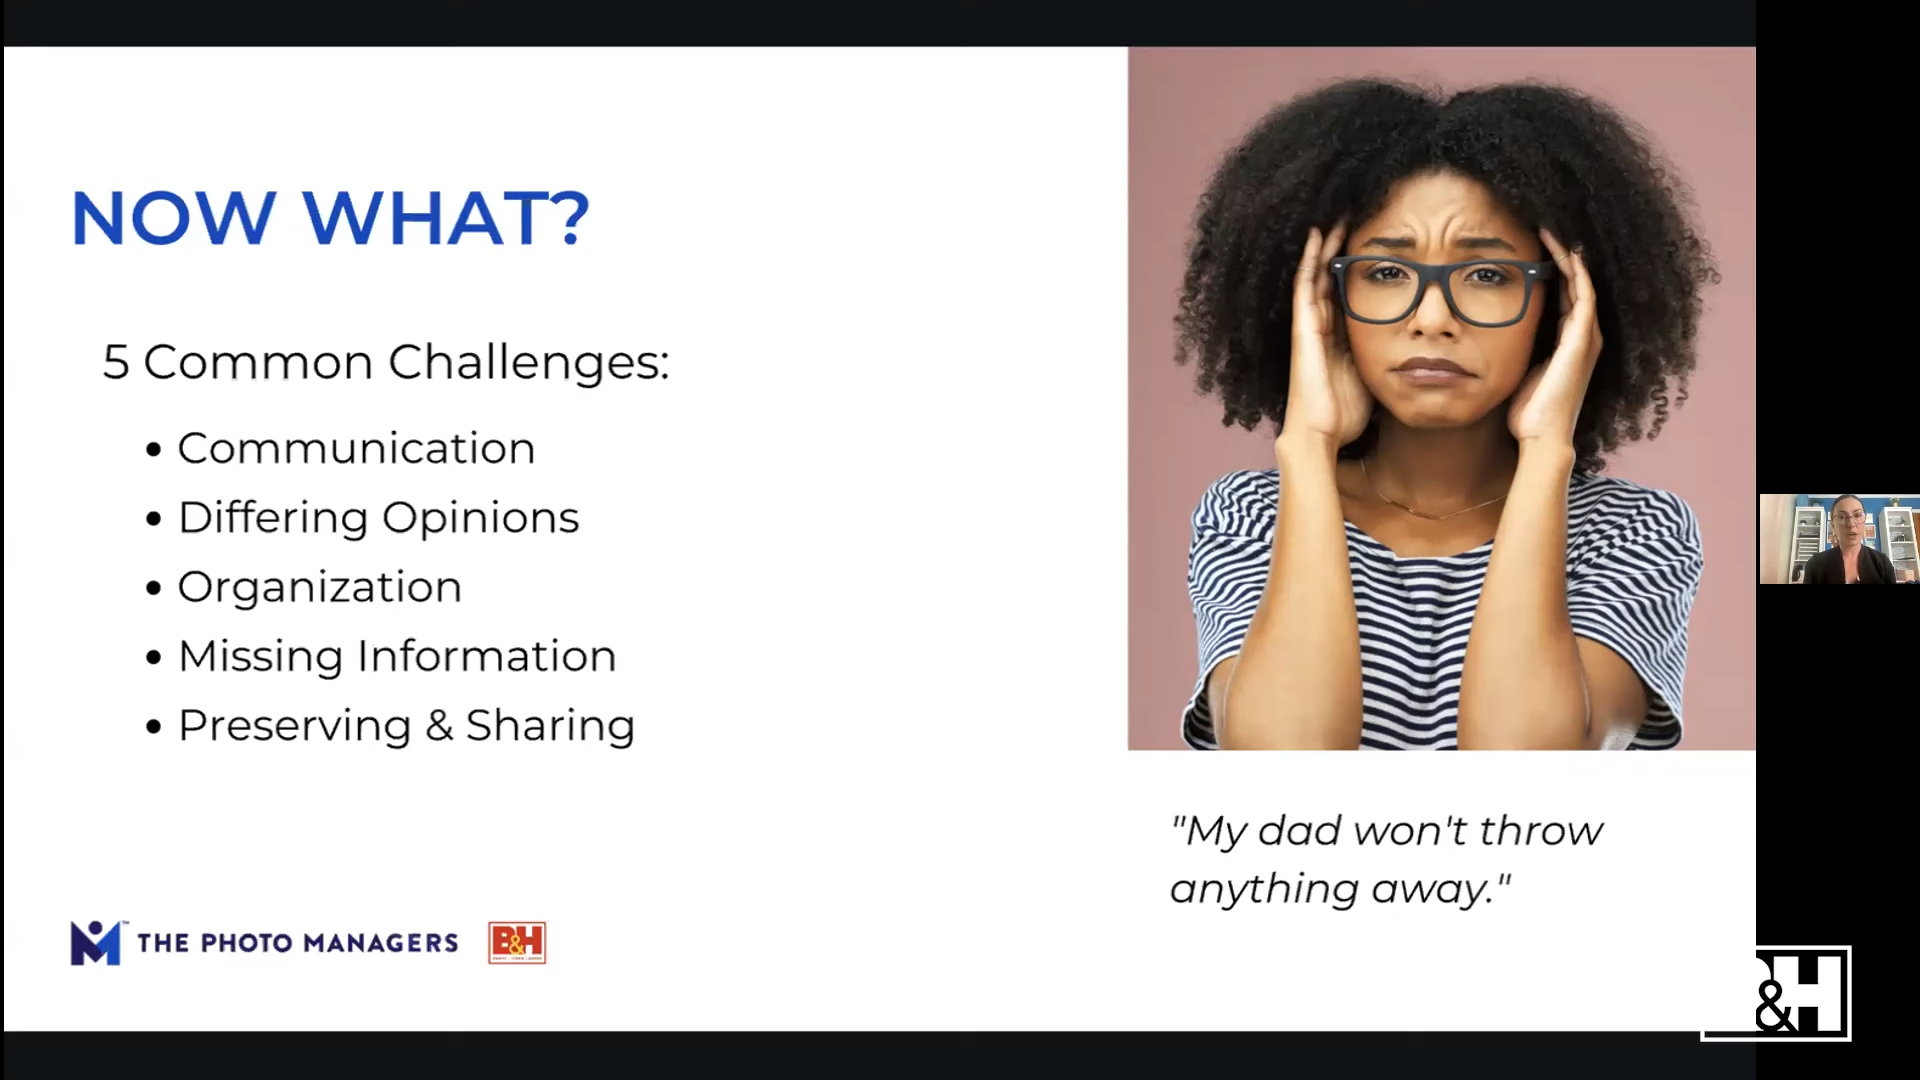 NOW WHAT?
5 Common Challenges:
• Communication
• Differing Opinions
• Organization
• Missing Information
• Preserving & Sharing
"My dad won't throw
anything away."
THE PHOTO MANAGERS
B&H
&H